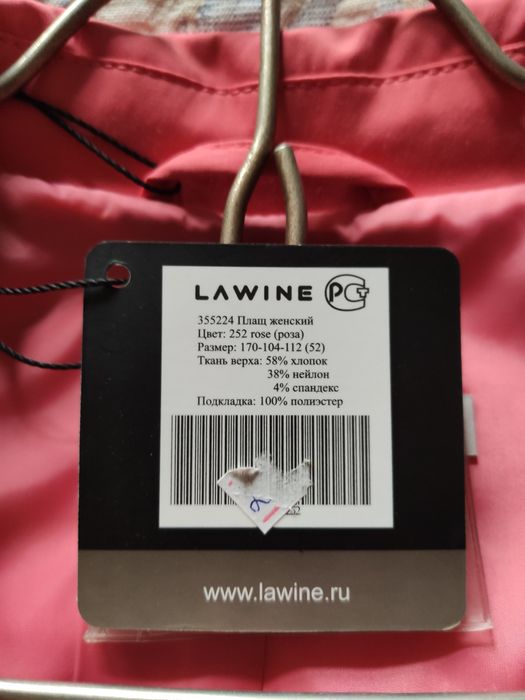 LAWINE РСТ
355224 Плащ женский
Цвет: 252 rose (роза)
Размер: 170-104-112 (52)
Ткань верха: 58% хлопок
38% нейлон
4% спандекс
Подкладка: 100% полиэстер
www.lawine.ru